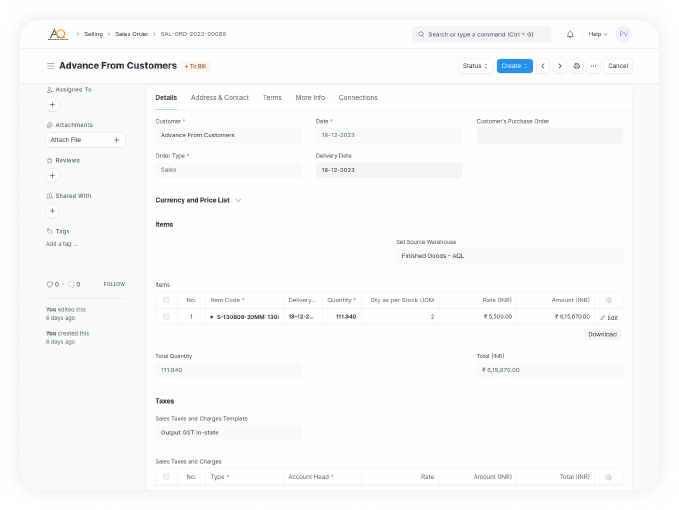 AQ
Selling
Sales Order
SAL-ORD-2023-00088
Search or type a command (Ctrl + G)
Help
PV
Advance From Customers
To Bill
Status
Create
Cancel
Assigned To
Attachments
Attach File
Reviews
Shared With
Tags
Add a tag ...
0 · 0 FOLLOW
You edited this
6 days ago
You created this
6 days ago
Details Address & Contact Terms More Info Connections
Customer * Date * Customer's Purchase Order
Advance From Customers 18-12-2023
Order Type * Delivery Date
Sales 18-12-2023
Currency and Price List
Items
Set Source Warehouse
Finished Goods - AQL
Items
No. Item Code * Delivery... Quantity * Qty as per Stock UOM Rate (INR) Amount (INR)
1 S-130808-30MM: 130( 18-12-2... 111.940 2 ₹ 5,500.00 ₹ 6,15,670.00 Edit
Download
Total Quantity Total (INR)
111.940 ₹ 6,15,670.00
Taxes
Sales Taxes and Charges Template
Output GST In-state
Sales Taxes and Charges
No. Type * Account Head * Rate Amount (INR) Total (INR)